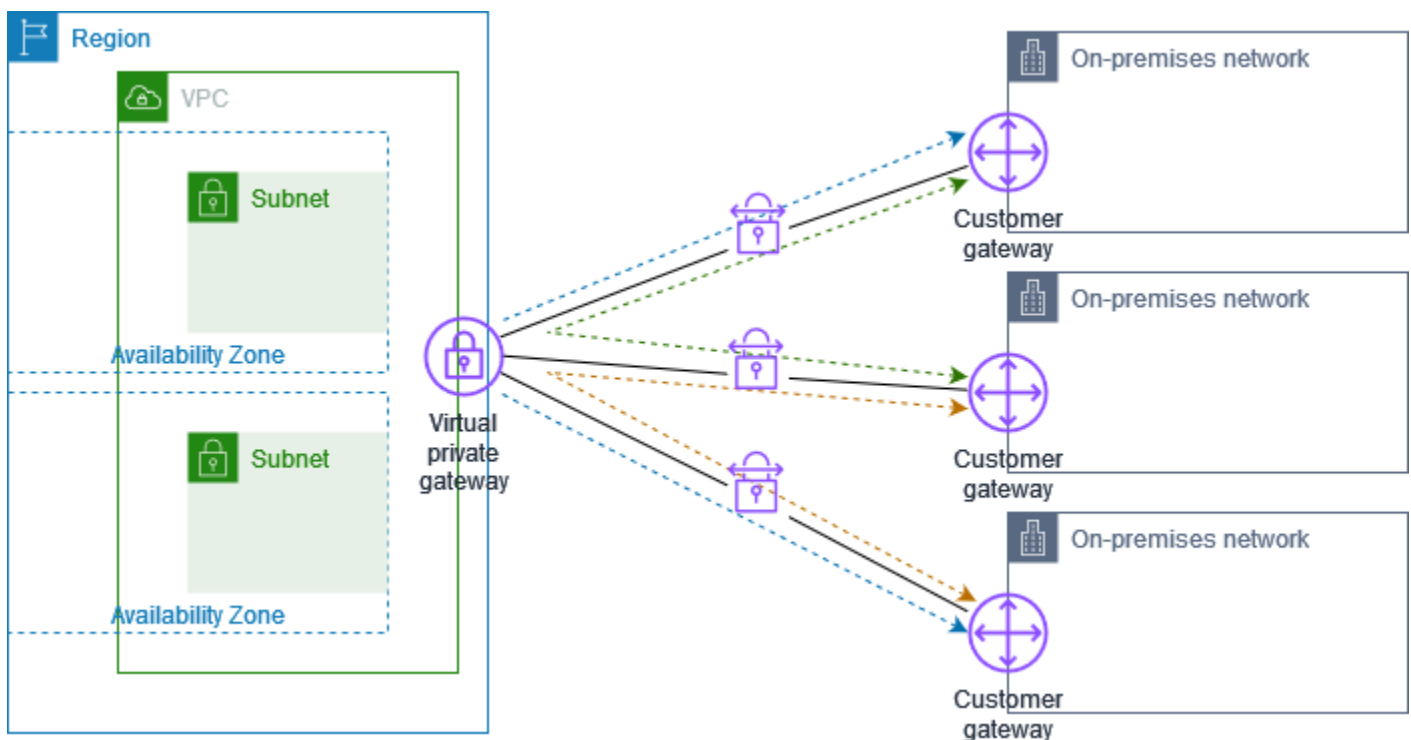 Region
VPC
Subnet
Availability Zone
Subnet
Availability Zone
Virtual
private
gateway
On-premises network
Customer
gateway
On-premises network
Customer
gateway
On-premises network
Customer
gateway